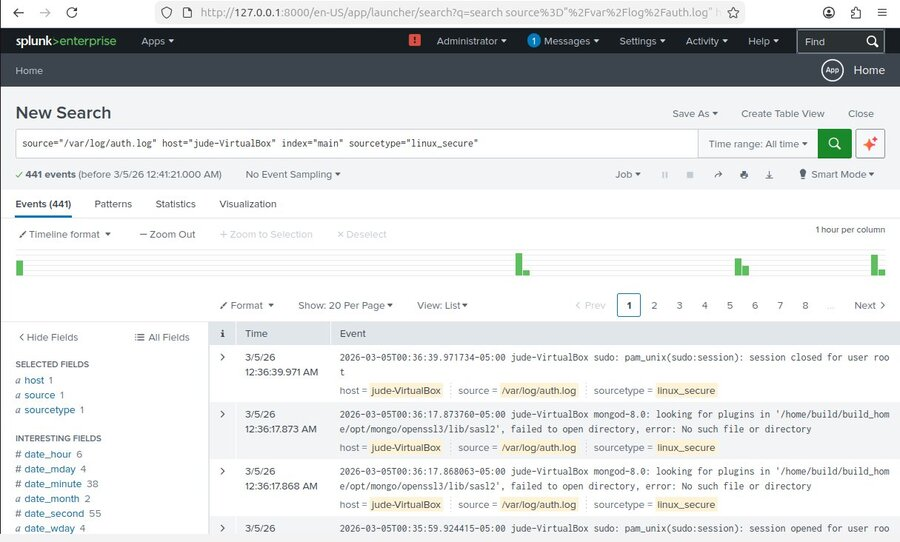 http://127.0.0.1:8000/en-US/app/launcher/search?q=search source%3D"%2Fvar%2Flog%2Fauth.log" h
splunk>enterprise Apps Administrator 1 Messages Settings Activity Help Find
Home App Home
New Search Save As Create Table View Close
source="/var/log/auth.log" host="jude-VirtualBox" index="main" sourcetype="linux_secure" Time range: All time
441 events (before 3/5/26 12:41:21.000 AM) No Event Sampling Job Smart Mode
Events (441) Patterns Statistics Visualization
Timeline format — Zoom Out + Zoom to Selection × Deselect 1 hour per column
Format Show: 20 Per Page View: List < Prev 1 2 3 4 5 6 7 8 ... Next >
< Hide Fields All Fields i Time Event
SELECTED FIELDS
a host 1
a source 1
a sourcetype 1
INTERESTING FIELDS
# date_hour 6
# date_mday 4
# date_minute 38
# date_month 2
# date_second 55
# date_wday 4
> 3/5/26 2026-03-05T00:36:39.971734-05:00 jude-VirtualBox sudo: pam_unix(sudo:session): session closed for user roo
12:36:39.971 AM t
host = jude-VirtualBox source = /var/log/auth.log sourcetype = linux_secure
> 3/5/26 2026-03-05T00:36:17.873760-05:00 jude-VirtualBox mongod-8.0: looking for plugins in '/home/build/build_hom
12:36:17.873 AM e/opt/mongo/openssl3/lib/sasl2', failed to open directory, error: No such file or directory
host = jude-VirtualBox source = /var/log/auth.log sourcetype = linux_secure
> 3/5/26 2026-03-05T00:36:17.868063-05:00 jude-VirtualBox mongod-8.0: looking for plugins in '/home/build/build_hom
12:36:17.868 AM e/opt/mongo/openssl3/lib/sasl2', failed to open directory, error: No such file or directory
host = jude-VirtualBox source = /var/log/auth.log sourcetype = linux_secure
> 3/5/26 2026-03-05T00:35:59.924415-05:00 jude-VirtualBox sudo: pam_unix(sudo:session): session opened for user roo